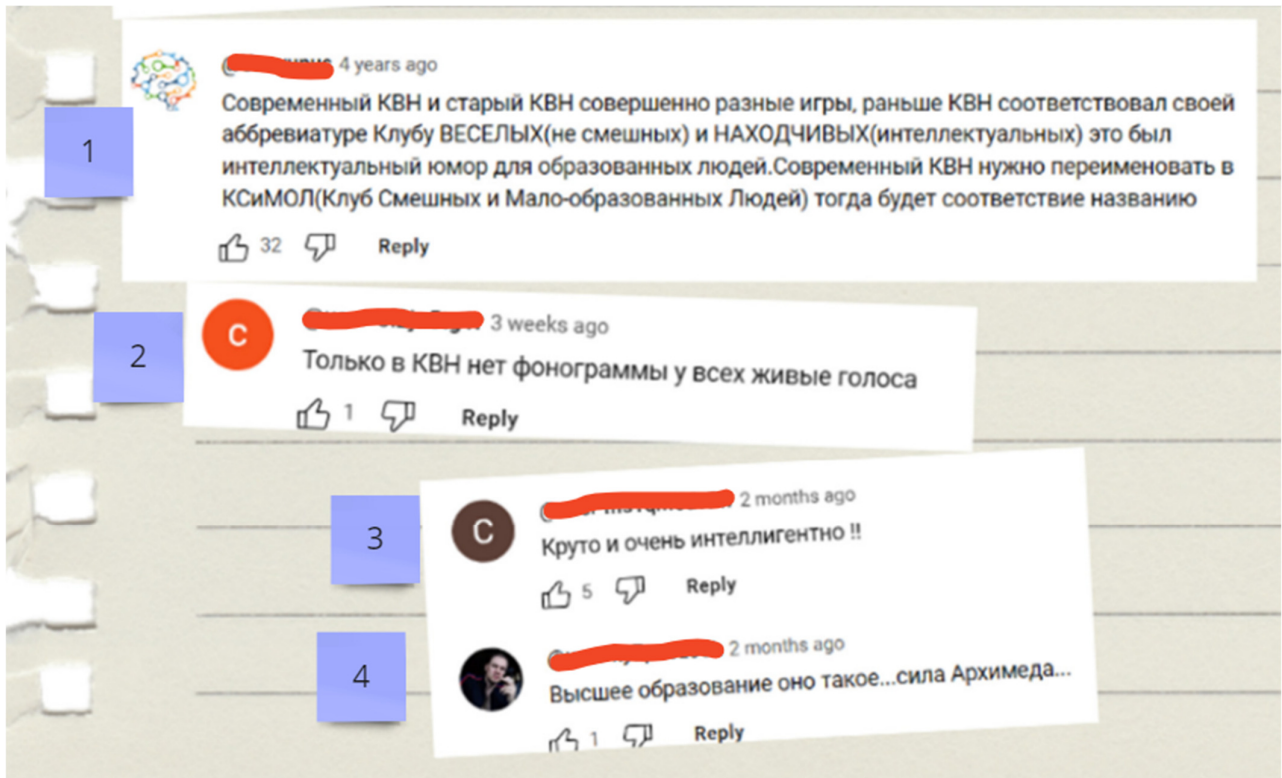 4 years ago
Современный КВН и старый КВН совершенно разные игры, раньше КВН соответствовал своей
аббревиатуре Клубу ВЕСЕЛЫХ(не смешных) и НАХОДЧИВЫХ(интеллектуальных) это был
интеллектуальный юмор для образованных людей.Современный КВН нужно переименовать в
КСиМОЛ(Клуб Смешных и Мало-образованных Людей) тогда будет соответствие названию
1
32 Reply
C
3 weeks ago
2
Только в КВН нет фонограммы у всех живые голоса
1 Reply
C
2 months ago
3
Круто и очень интеллигентно !!
5 Reply
2 months ago
4
Высшее образование оно такое...сила Архимеда...
1 Reply